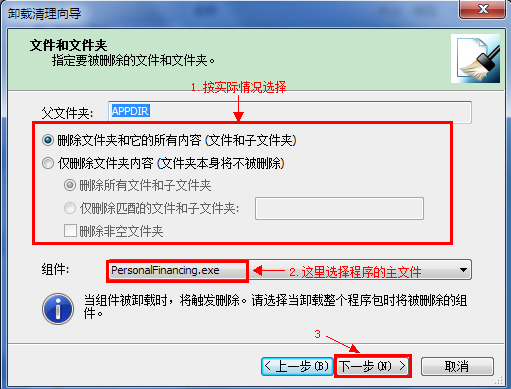 卸载清理向导
文件和文件夹
指定要被删除的文件和文件夹。
1. 按实际情况选择
父文件夹: APPDIR
删除文件夹和它的所有内容 (文件和子文件夹)
仅删除文件夹内容 (文件夹本身将不被删除)
删除所有文件和子文件夹
仅删除匹配的文件和子文件夹:
删除非空文件夹
组件: PersonalFinancing.exe 2. 这里选择程序的主文件
当组件被卸载时，将触发删除。请选择当卸载整个程序包时将被删除的组
件。
3
< 上一步(B) 下一步(N) > 取消